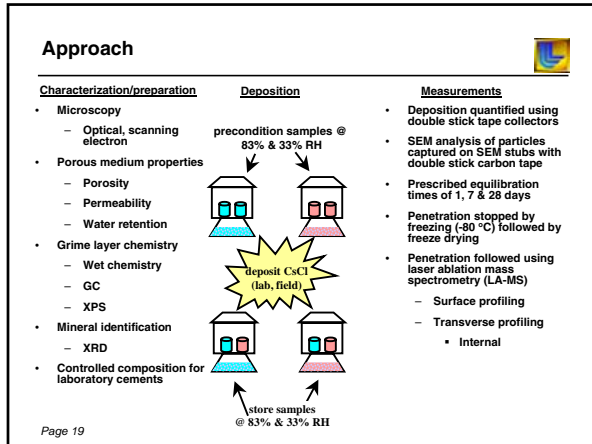 Approach
Characterization/preparation
• Microscopy
– Optical, scanning
electron
• Porous medium properties
– Porosity
– Permeability
– Water retention
• Grime layer chemistry
– Wet chemistry
– GC
– XPS
• Mineral identification
– XRD
• Controlled composition for
laboratory cements
Deposition
precondition samples @
83% & 33% RH
deposit CsCl
(lab, field)
store samples
@ 83% & 33% RH
Measurements
• Deposition quantified using
double stick tape collectors
• SEM analysis of particles
captured on SEM stubs with
double stick carbon tape
• Prescribed equilibration
times of 1, 7 & 28 days
• Penetration stopped by
freezing (-80 ºC) followed by
freeze drying
• Penetration followed using
laser ablation mass
spectrometry (LA-MS)
– Surface profiling
– Transverse profiling
▪ Internal
Page 19